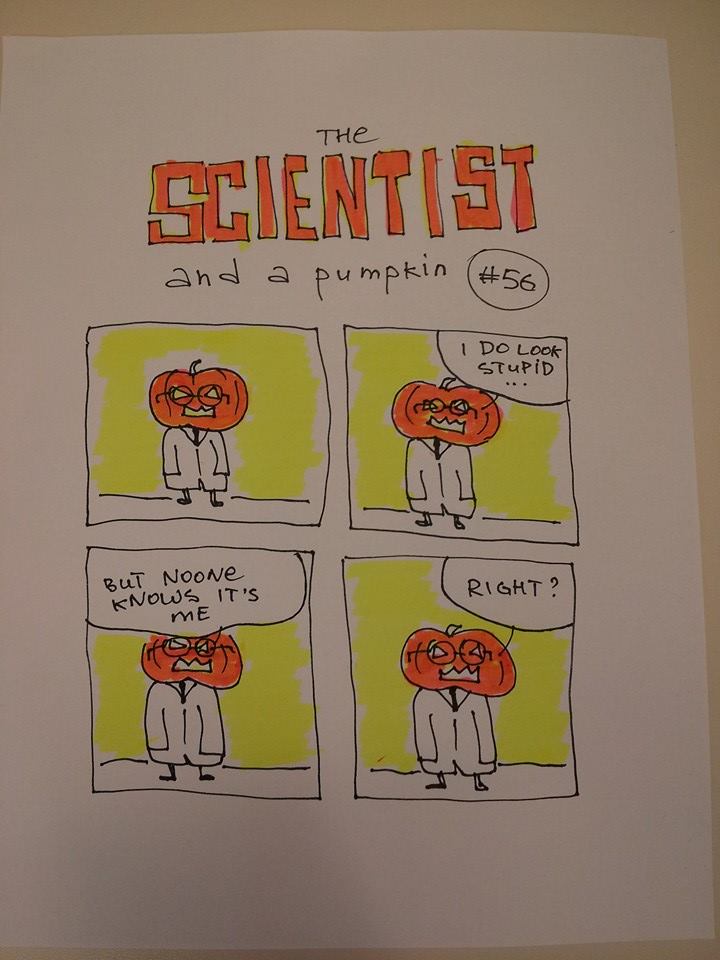 THE
SCIENTIST
and a pumpkin #56
I DO LOOK
STUPID
...
BUT NOONE
KNOWS IT'S
ME
RIGHT?